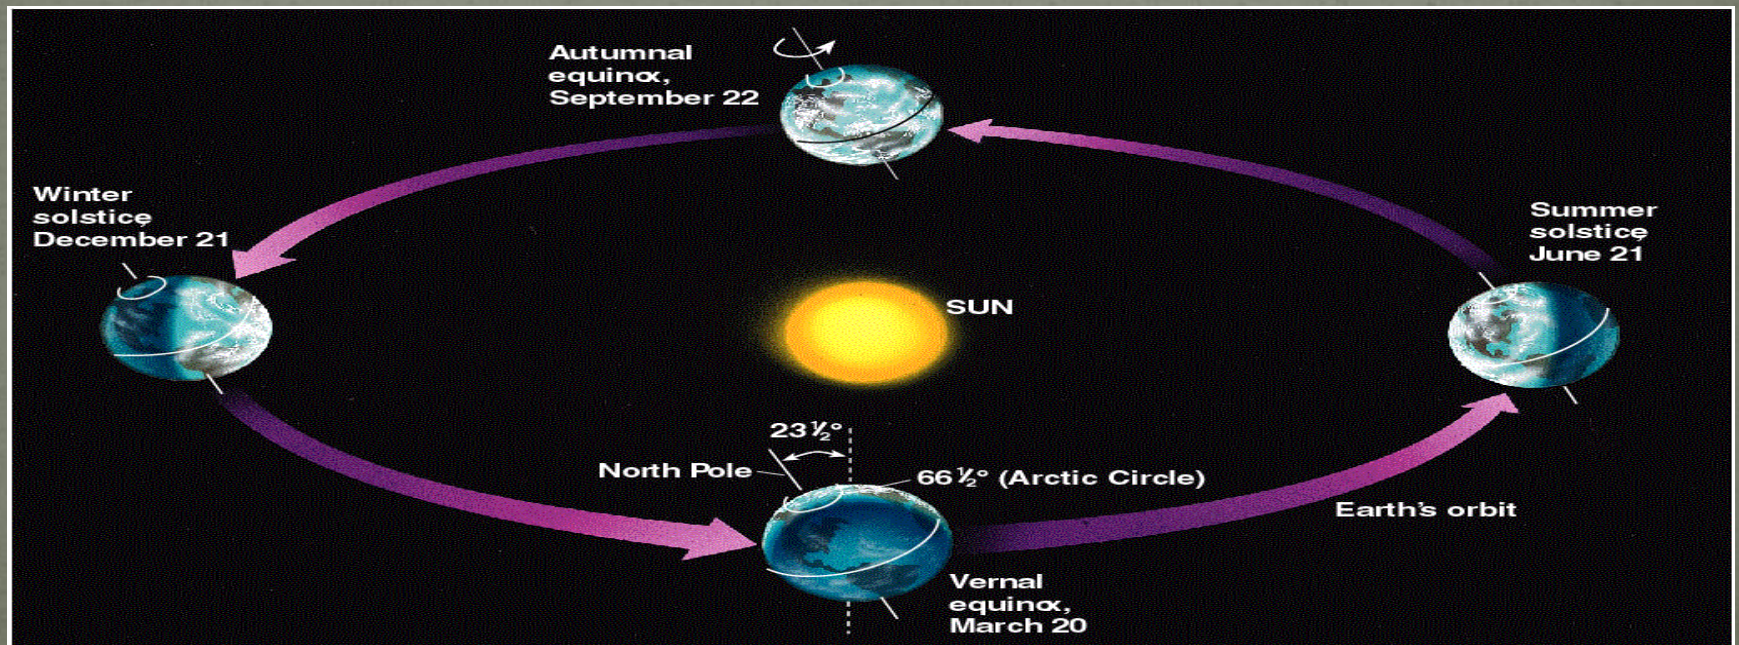 Autumnal
equinox,
September 22
Winter
solstice,
December 21
Summer
solstice,
June 21
SUN
23½°
North Pole
66½° (Arctic Circle)
Earth's orbit
Vernal
equinox,
March 20